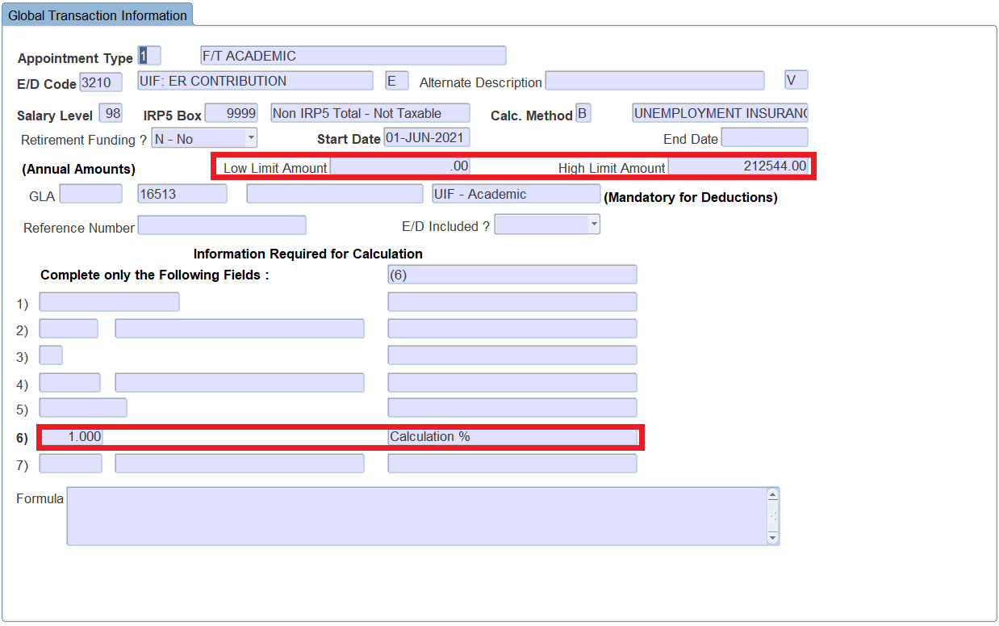 Global Transaction Information
Appointment Type 1 F/T ACADEMIC
E/D Code 3210 UIF: ER CONTRIBUTION E Alternate Description V
Salary Level 98 IRP5 Box 9999 Non IRP5 Total - Not Taxable Calc. Method B UNEMPLOYMENT INSURANC
Retirement Funding ? N - No Start Date 01-JUN-2021 End Date
(Annual Amounts) Low Limit Amount .00 High Limit Amount 212544.00
GLA 16513 UIF - Academic (Mandatory for Deductions)
Reference Number E/D Included ?
Information Required for Calculation
Complete only the Following Fields : (6)
1)
2)
3)
4)
5)
6) 1.000 Calculation %
7)
Formula